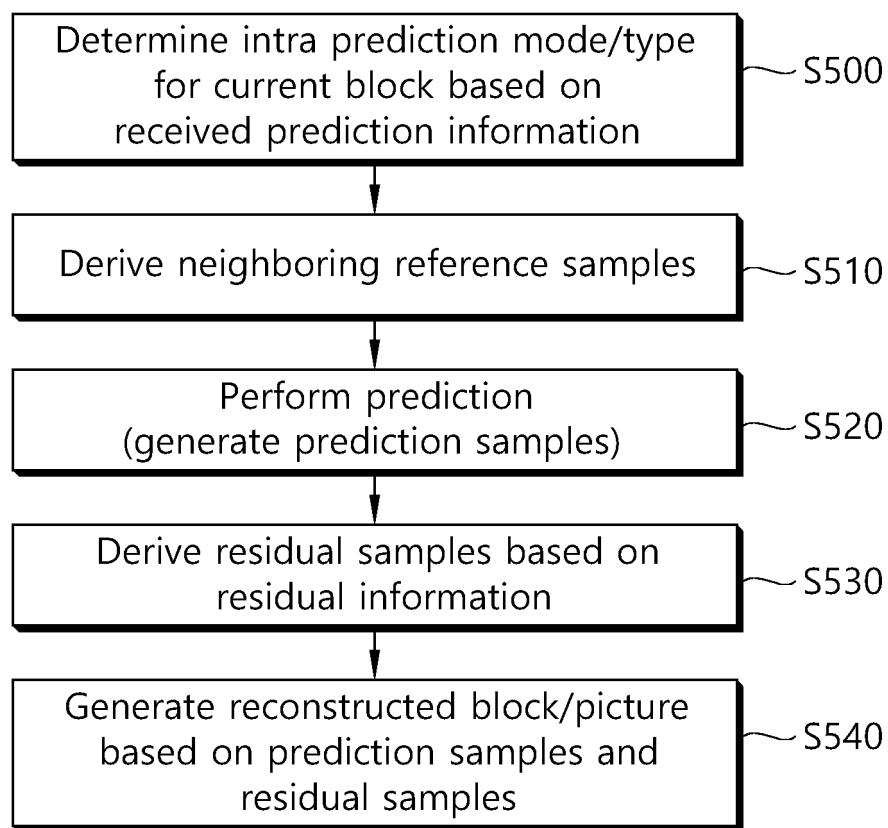 Determine intra prediction mode/type
for current block based on
received prediction information
S500
Derive neighboring reference samples
S510
Perform prediction
(generate prediction samples)
S520
Derive residual samples based on
residual information
S530
Generate reconstructed block/picture
based on prediction samples and
residual samples
S540